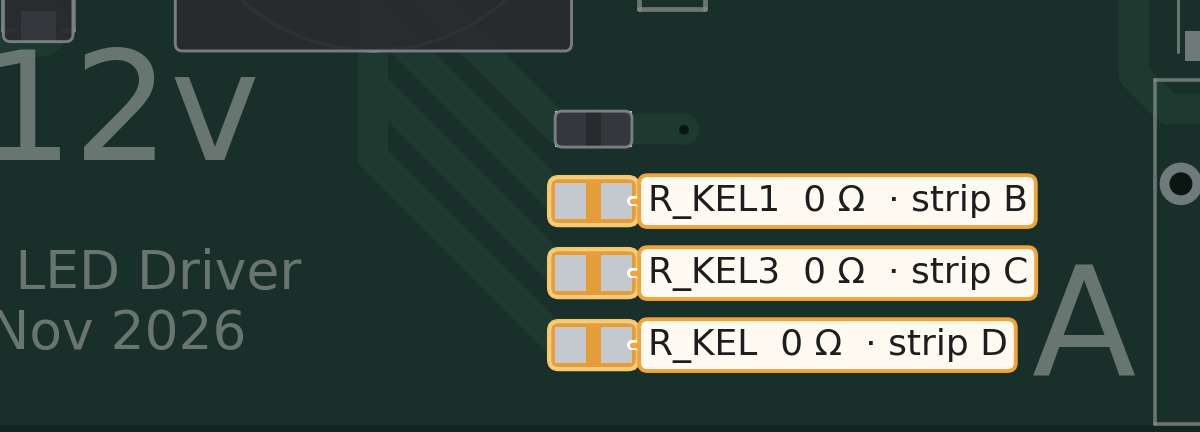 12v
R_KEL1 0 Ω · strip B
R_KEL3 0 Ω · strip C
R_KEL 0 Ω · strip D
LED Driver
Nov 2026
A